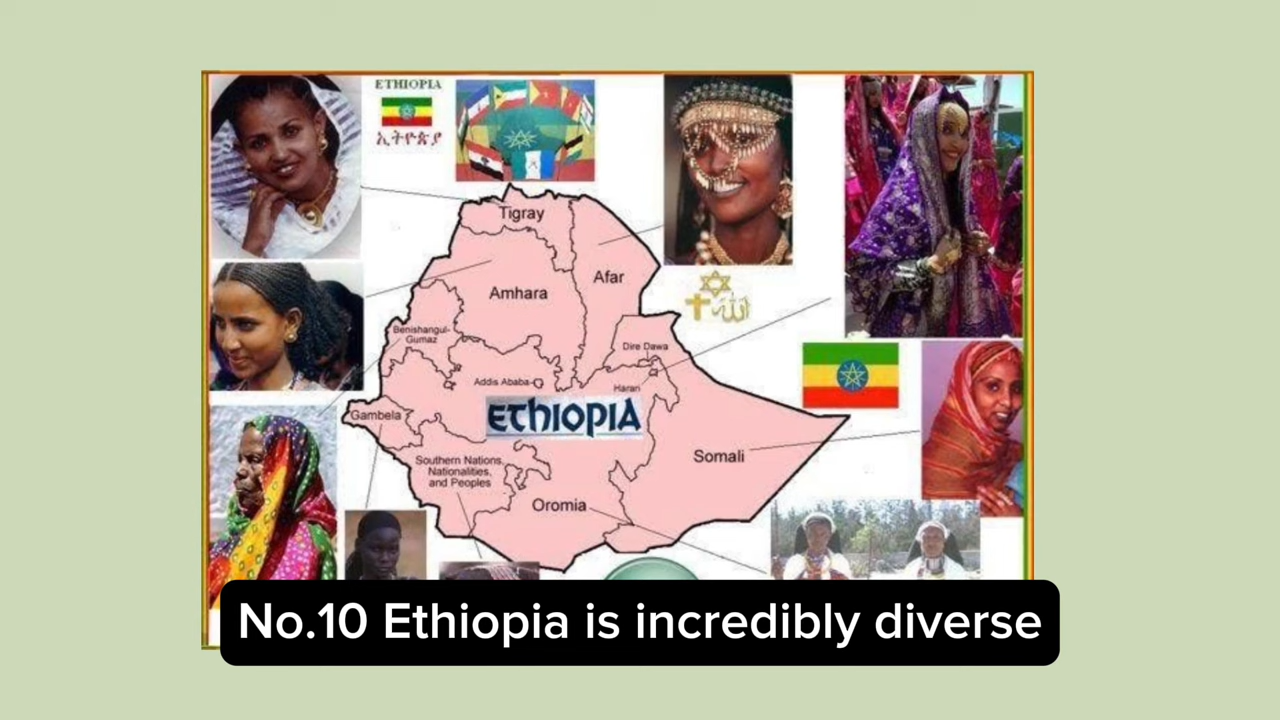 ETHIOPIA
ኢትዮጵያ
Tigray
Afar
Amhara
الله
Benishangul-
Gumaz
Dire Dawa
Addis Ababa
Harari
Gambela
ETHIOPIA
Southern Nations,
Nationalities,
and Peoples
Somali
Oromia
No.10 Ethiopia is incredibly diverse